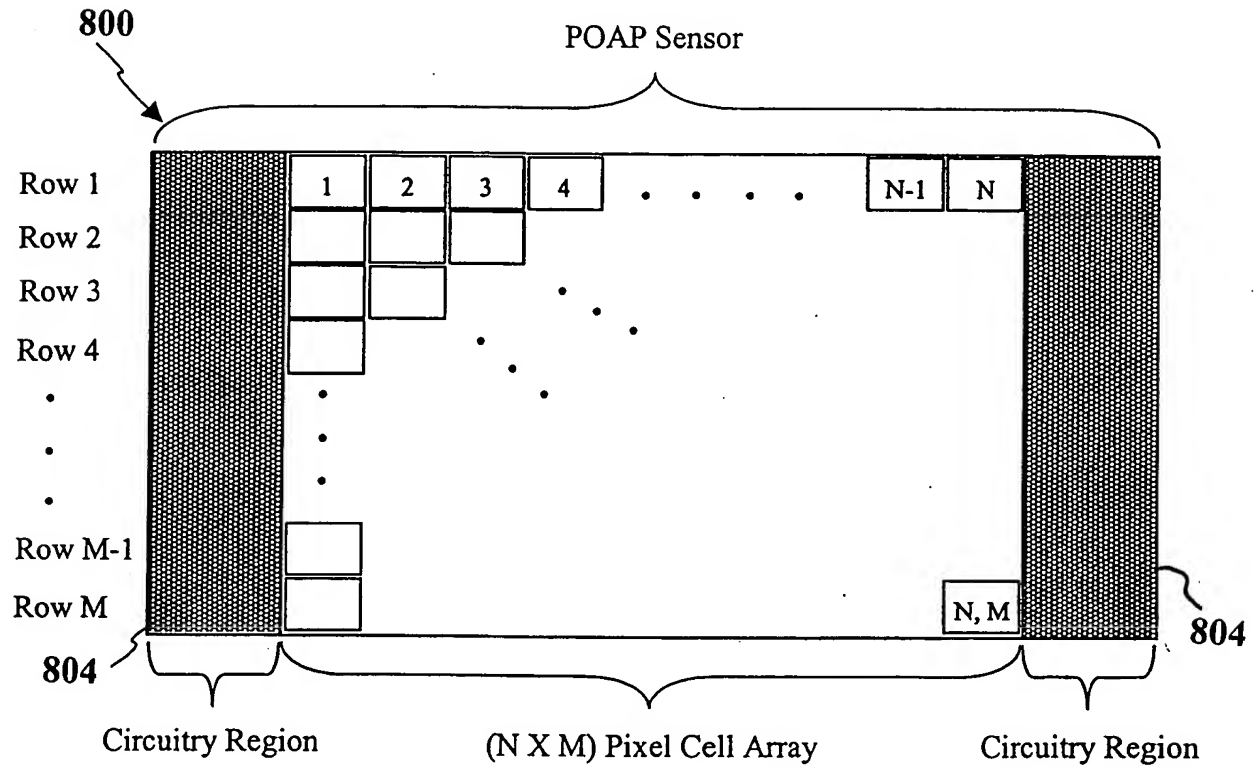 800
POAP Sensor
Row 1
1 2 3 4 N-1 N
Row 2
Row 3
Row 4
Row M-1
Row M
N, M
804
804
Circuitry Region
(N X M) Pixel Cell Array
Circuitry Region